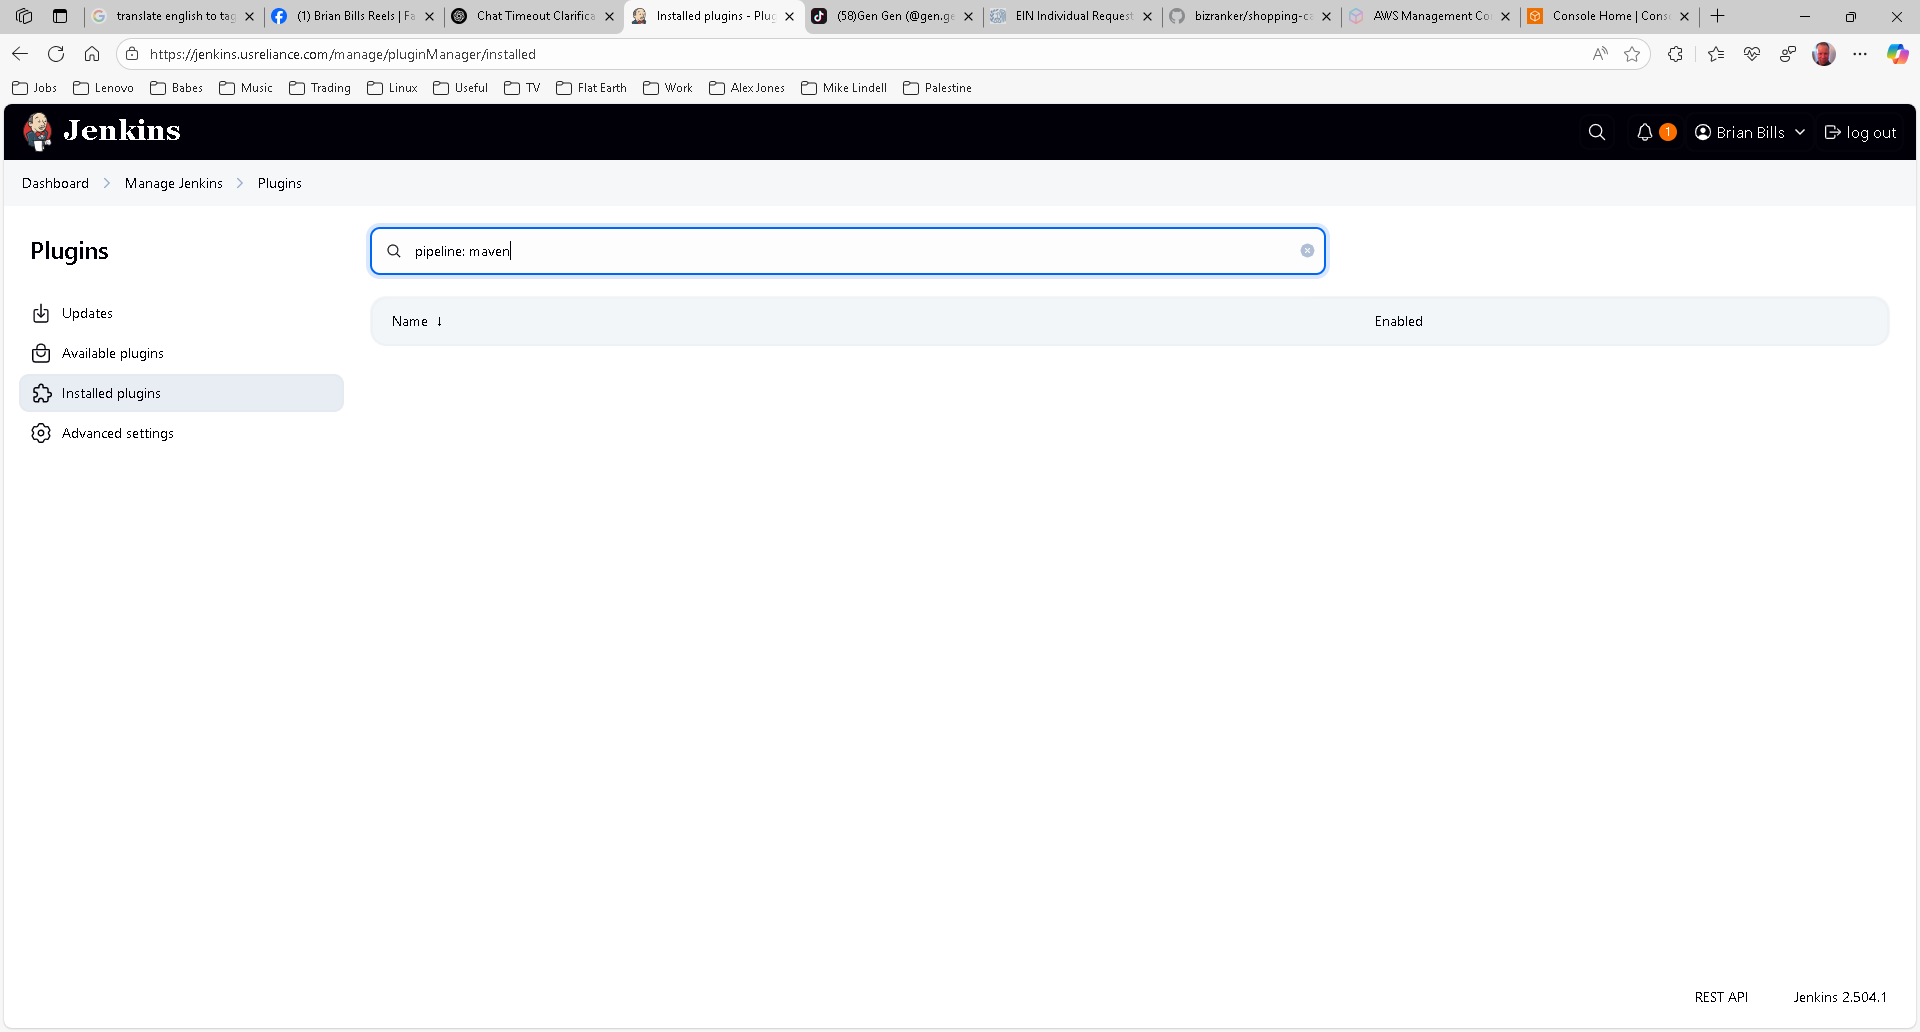 translate english to tag
(1) Brian Bills Reels | Fa
Chat Timeout Clarifica
Installed plugins - Plug
(58)Gen Gen (@gen.ge
EIN Individual Request
bizranker/shopping-ca
AWS Management Co
Console Home | Conso
https://jenkins.usreliance.com/manage/pluginManager/installed
Jobs Lenovo Babes Music Trading Linux Useful TV Flat Earth Work Alex Jones Mike Lindell Palestine
Jenkins
1
Brian Bills
log out
Dashboard > Manage Jenkins > Plugins
Plugins
pipeline: maven
Updates
Available plugins
Installed plugins
Advanced settings
Name ↓
Enabled
REST API
Jenkins 2.504.1